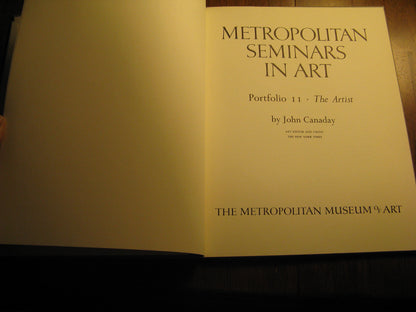 METROPOLITAN
SEMINARS
IN ART
Portfolio 11 · The Artist
by John Canaday
ART EDITOR AND CRITIC
THE NEW YORK TIMES
THE METROPOLITAN MUSEUM OF ART